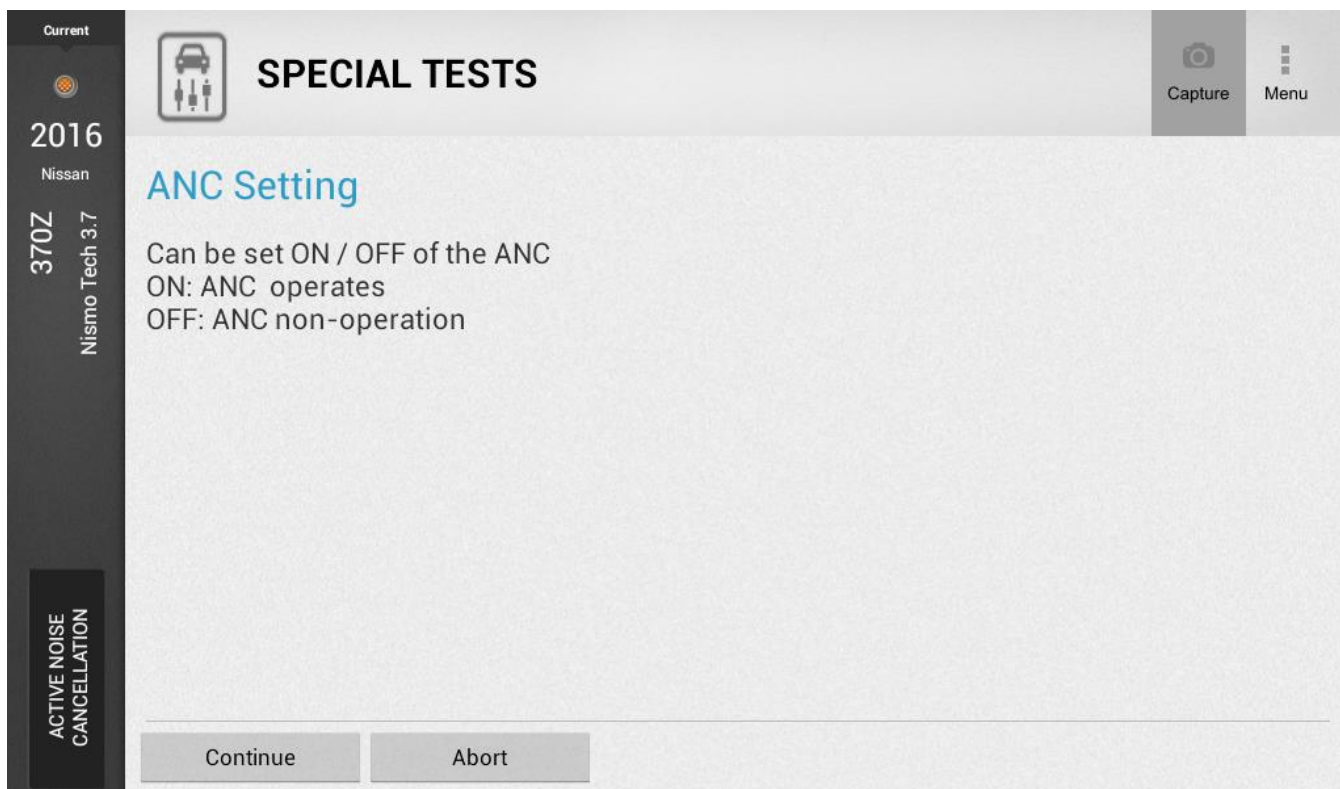 Current
2016
Nissan
370Z
Nismo Tech 3.7
ACTIVE NOISE
CANCELLATION
SPECIAL TESTS
Capture
Menu
ANC Setting
Can be set ON / OFF of the ANC
ON: ANC  operates
OFF: ANC non-operation
Continue
Abort